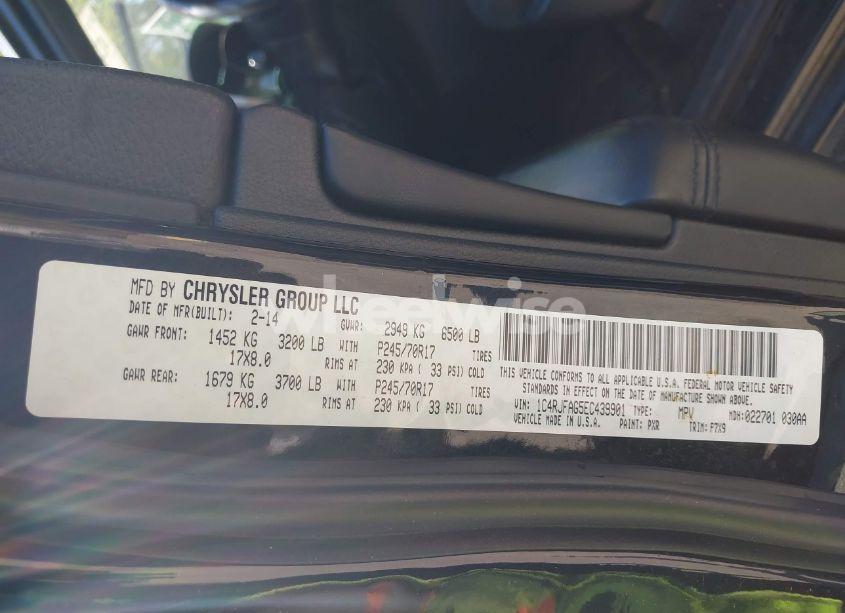 MFD BY CHRYSLER GROUP LLC
DATE OF MFR(BUILT): 2-14 GVWR: 2949 KG 6500 LB
GAWR FRONT: 1452 KG 3200 LB WITH P245/70R17 TIRES
17X8.0 RIMS AT 230 KPA ( 33 PSI) COLD
GAWR REAR: 1679 KG 3700 LB WITH P245/70R17 TIRES
17X8.0 RIMS AT 230 KPA ( 33 PSI) COLD
THIS VEHICLE CONFORMS TO ALL APPLICABLE U.S.A. FEDERAL MOTOR VEHICLE SAFETY
STANDARDS IN EFFECT ON THE DATE OF MANUFACTURE SHOWN ABOVE.
VIN: 1C4RJFAG5EC439901 TYPE: MPV MDH:022701 030AA
VEHICLE MADE IN U.S.A. PAINT: PXR TRIM: F7X9
wheelwise